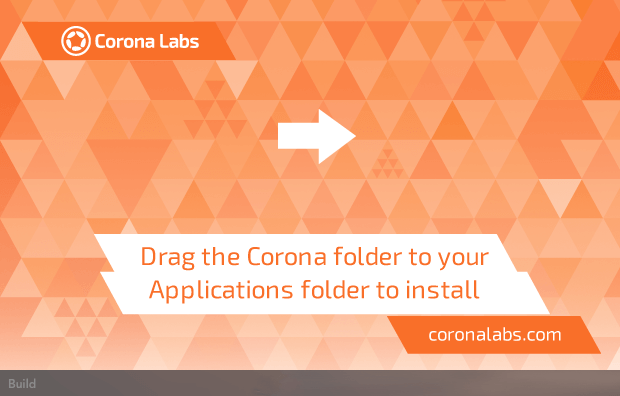 Corona Labs
Drag the Corona folder to your
Applications folder to install
coronalabs.com
Build